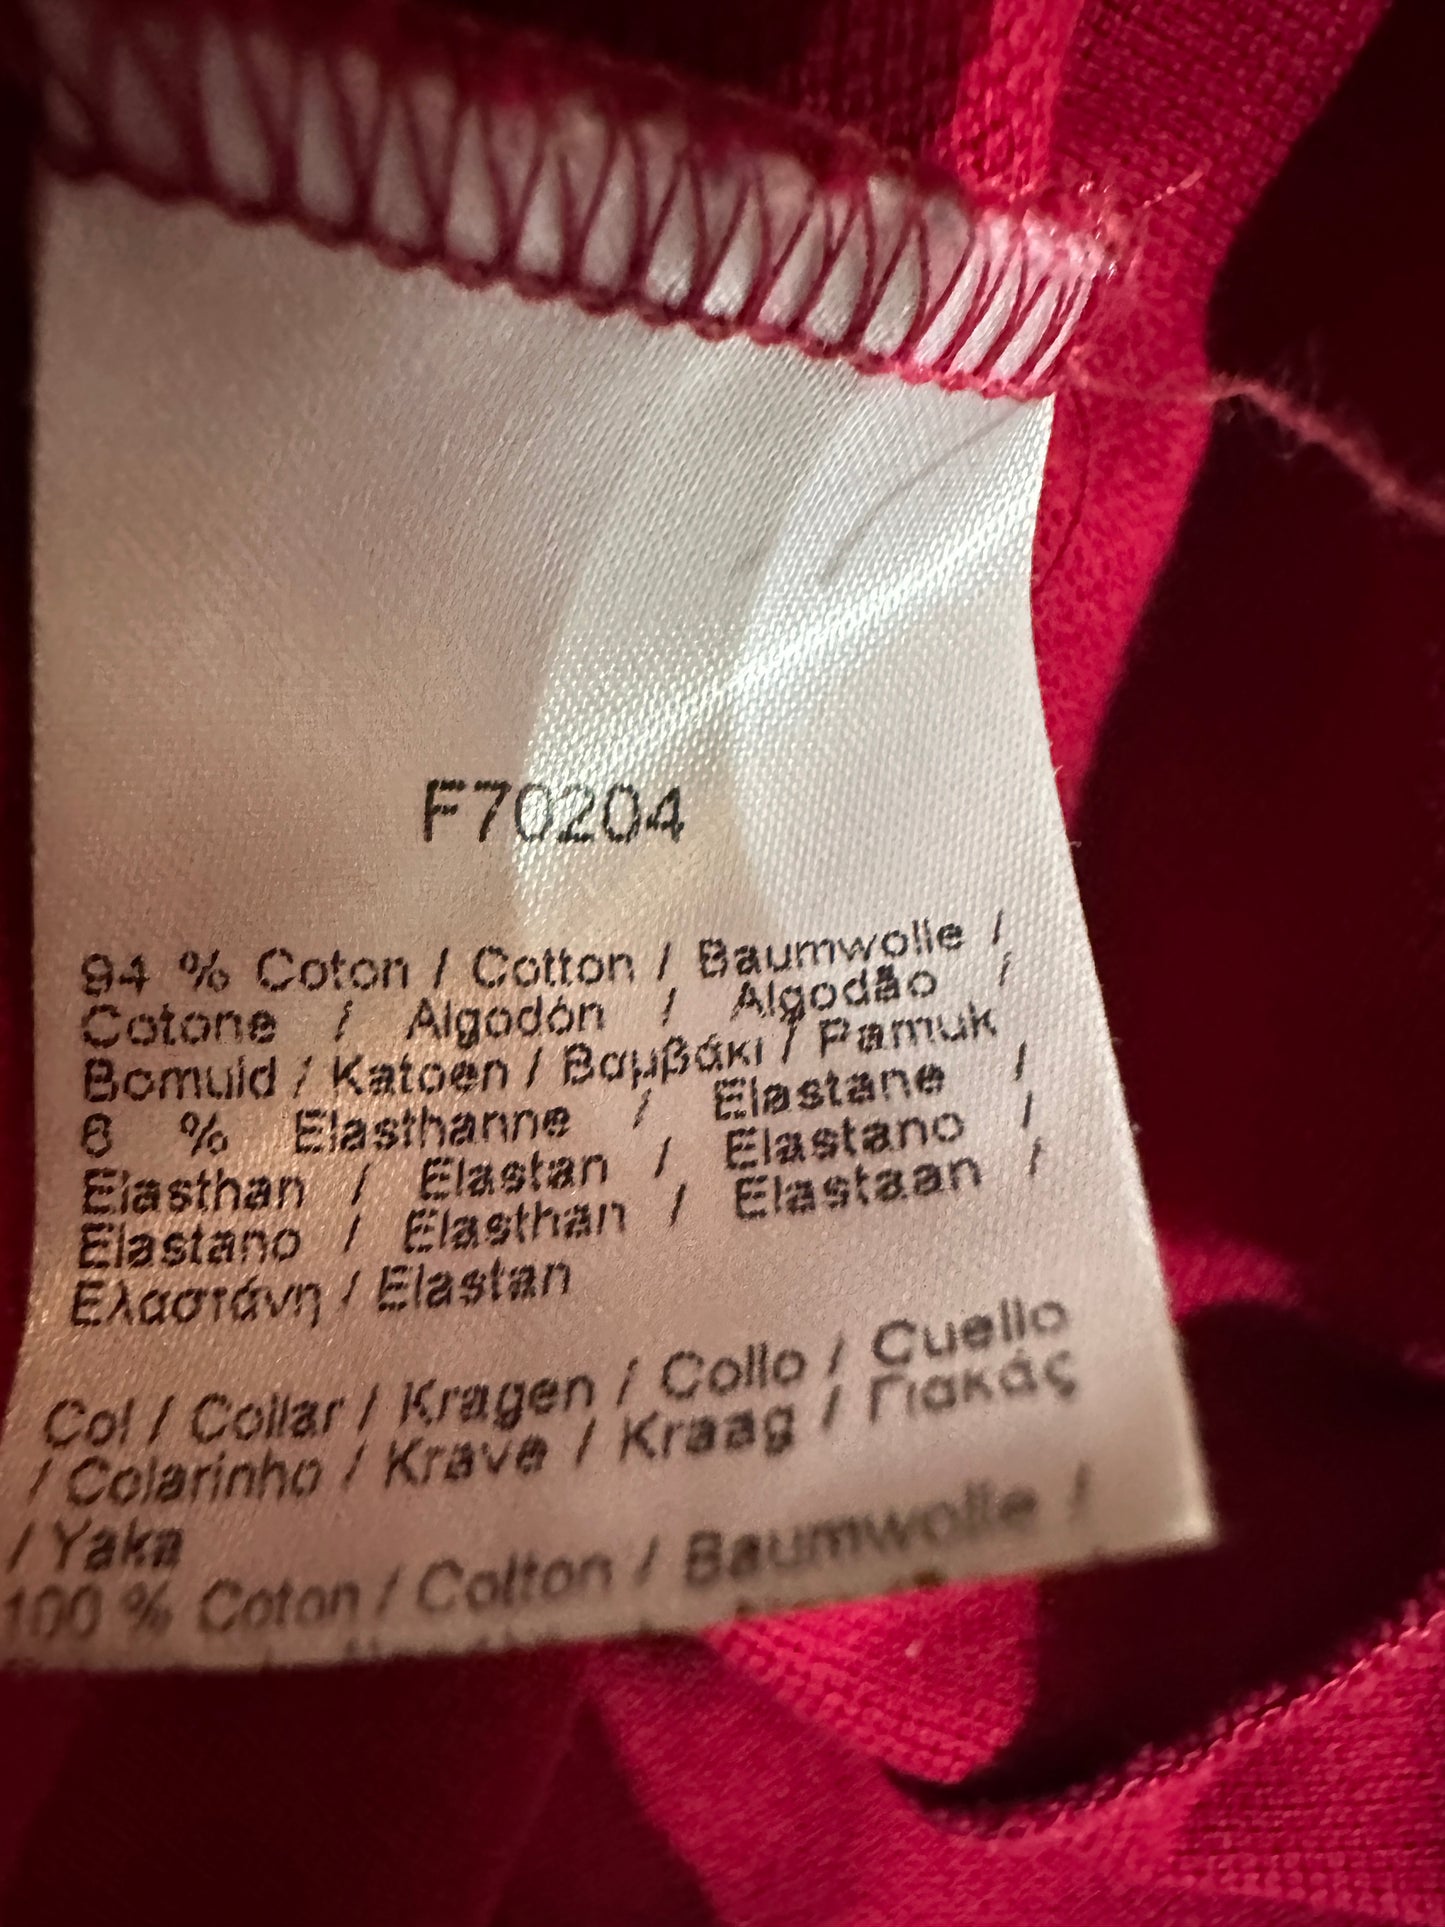 F70204
94 % Coton / Cotton / Baumwolle /
Cotone / Algodón / Algodão /
Bomuld / Katoen / Βαμβάκι / Pamuk
6 % Elasthanne / Elastane /
Elasthan / Elastan / Elastano /
Elastano / Elasthan / Elastaan /
Ελαστάνη / Elastan
Col / Collar / Kragen / Collo / Cuello
/ Colarinho / Krave / Kraag / Γιακάς
/ Yaka
100 % Coton / Cotton / Baumwolle /